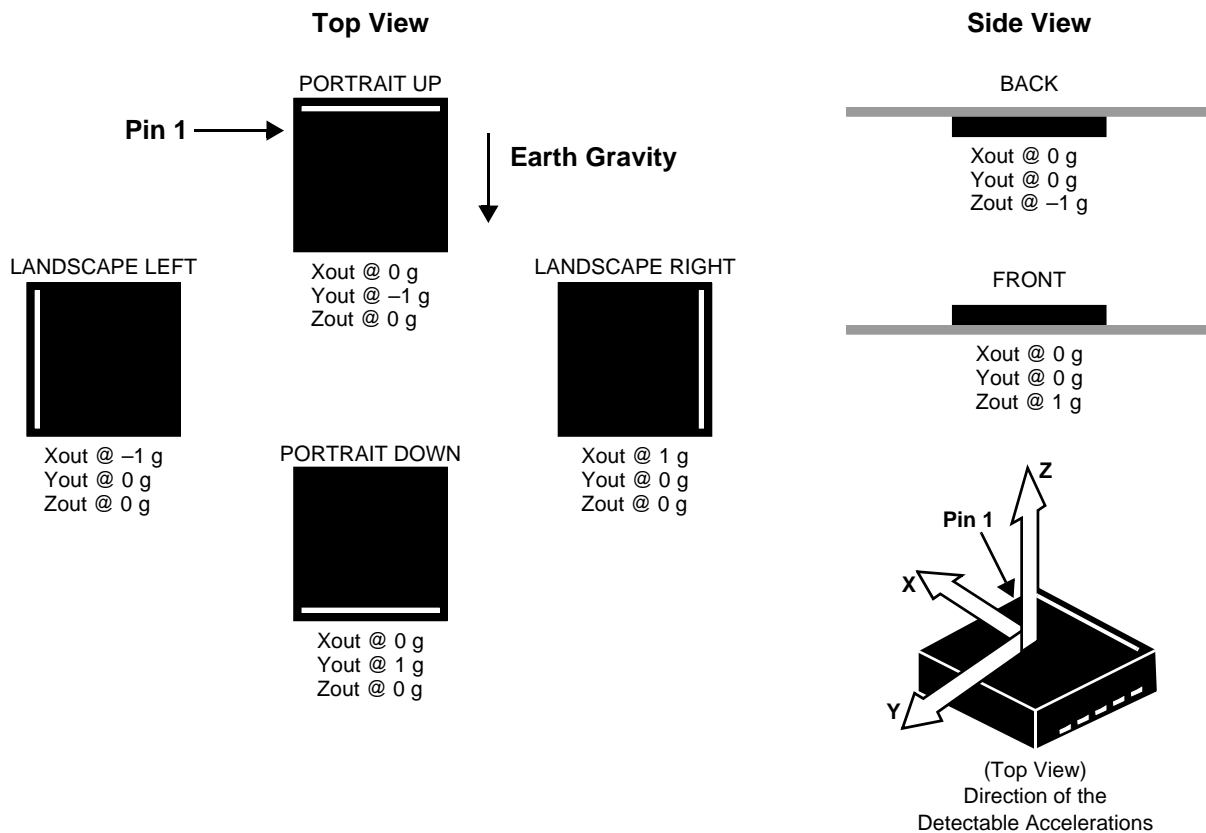 Top View
Side View
PORTRAIT UP
Pin 1
Earth Gravity
Xout @ 0 g
Yout @ –1 g
Zout @ 0 g
LANDSCAPE LEFT
Xout @ –1 g
Yout @ 0 g
Zout @ 0 g
LANDSCAPE RIGHT
Xout @ 1 g
Yout @ 0 g
Zout @ 0 g
PORTRAIT DOWN
Xout @ 0 g
Yout @ 1 g
Zout @ 0 g
BACK
Xout @ 0 g
Yout @ 0 g
Zout @ –1 g
FRONT
Xout @ 0 g
Yout @ 0 g
Zout @ 1 g
Z
Pin 1
X
Y
(Top View)
Direction of the
Detectable Accelerations